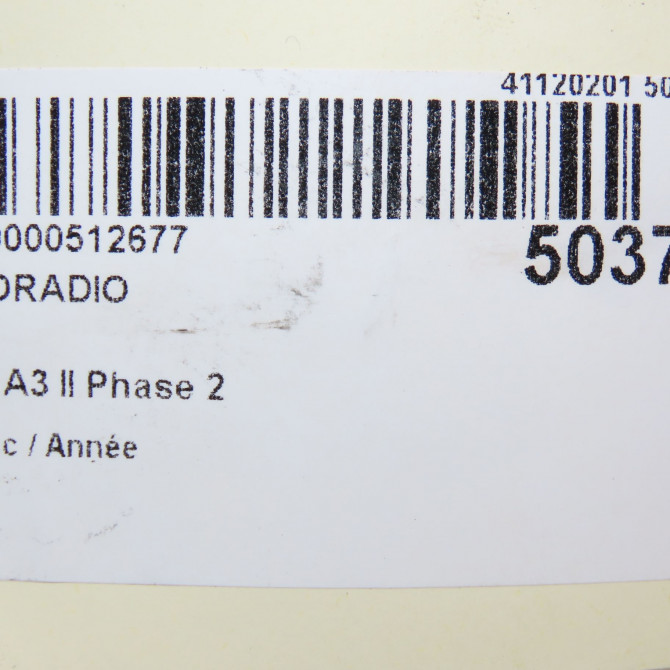 41120201 50
0000512677
5037
ORADIO
A3 II Phase 2
c / Année